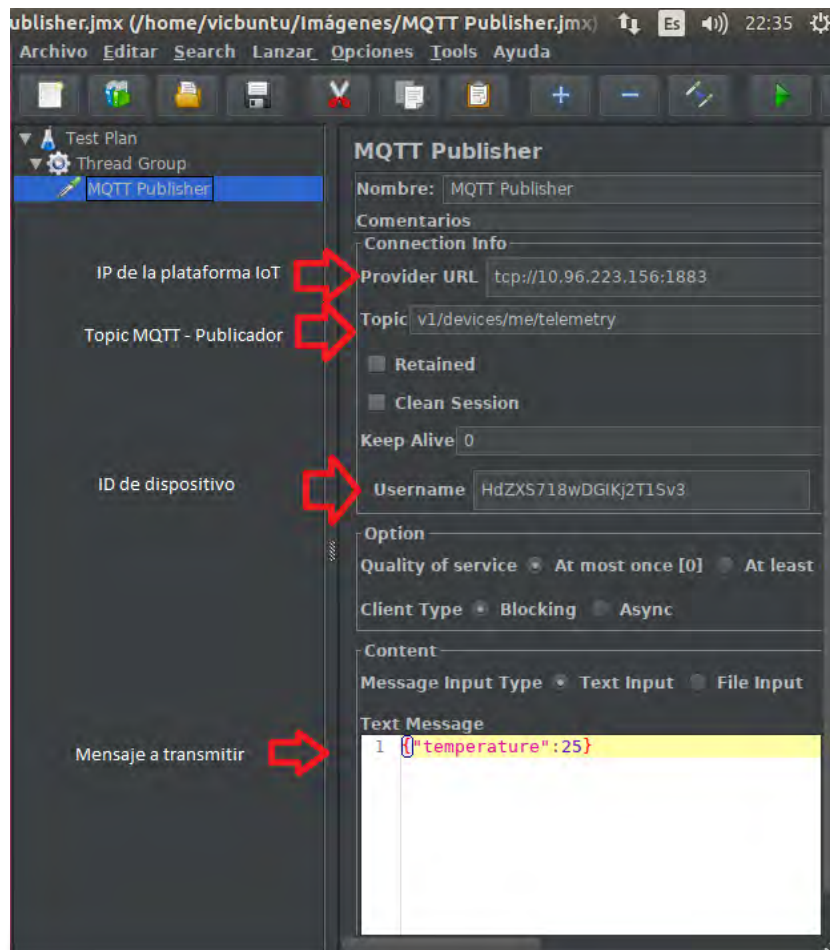 ublisher.jmx (/home/vicbuntu/Imágenes/MQTT Publisher.jmx) Es 22:35
Archivo Editar Search Lanzar Opciones Tools Ayuda
Test Plan
Thread Group
MQTT Publisher
MQTT Publisher
Nombre: MQTT Publisher
Comentarios
Connection Info
IP de la plataforma IoT
Provider URL tcp://10.96.223.156:1883
Topic MQTT - Publicador
Topic v1/devices/me/telemetry
Retained
Clean Session
Keep Alive 0
ID de dispositivo
Username HdZXS718wDGIKj2T1Sv3
Option
Quality of service At most once [0] At least
Client Type Blocking Async
Content
Message Input Type Text Input File Input
Text Message
Mensaje a transmitir
1 {"temperature":25}